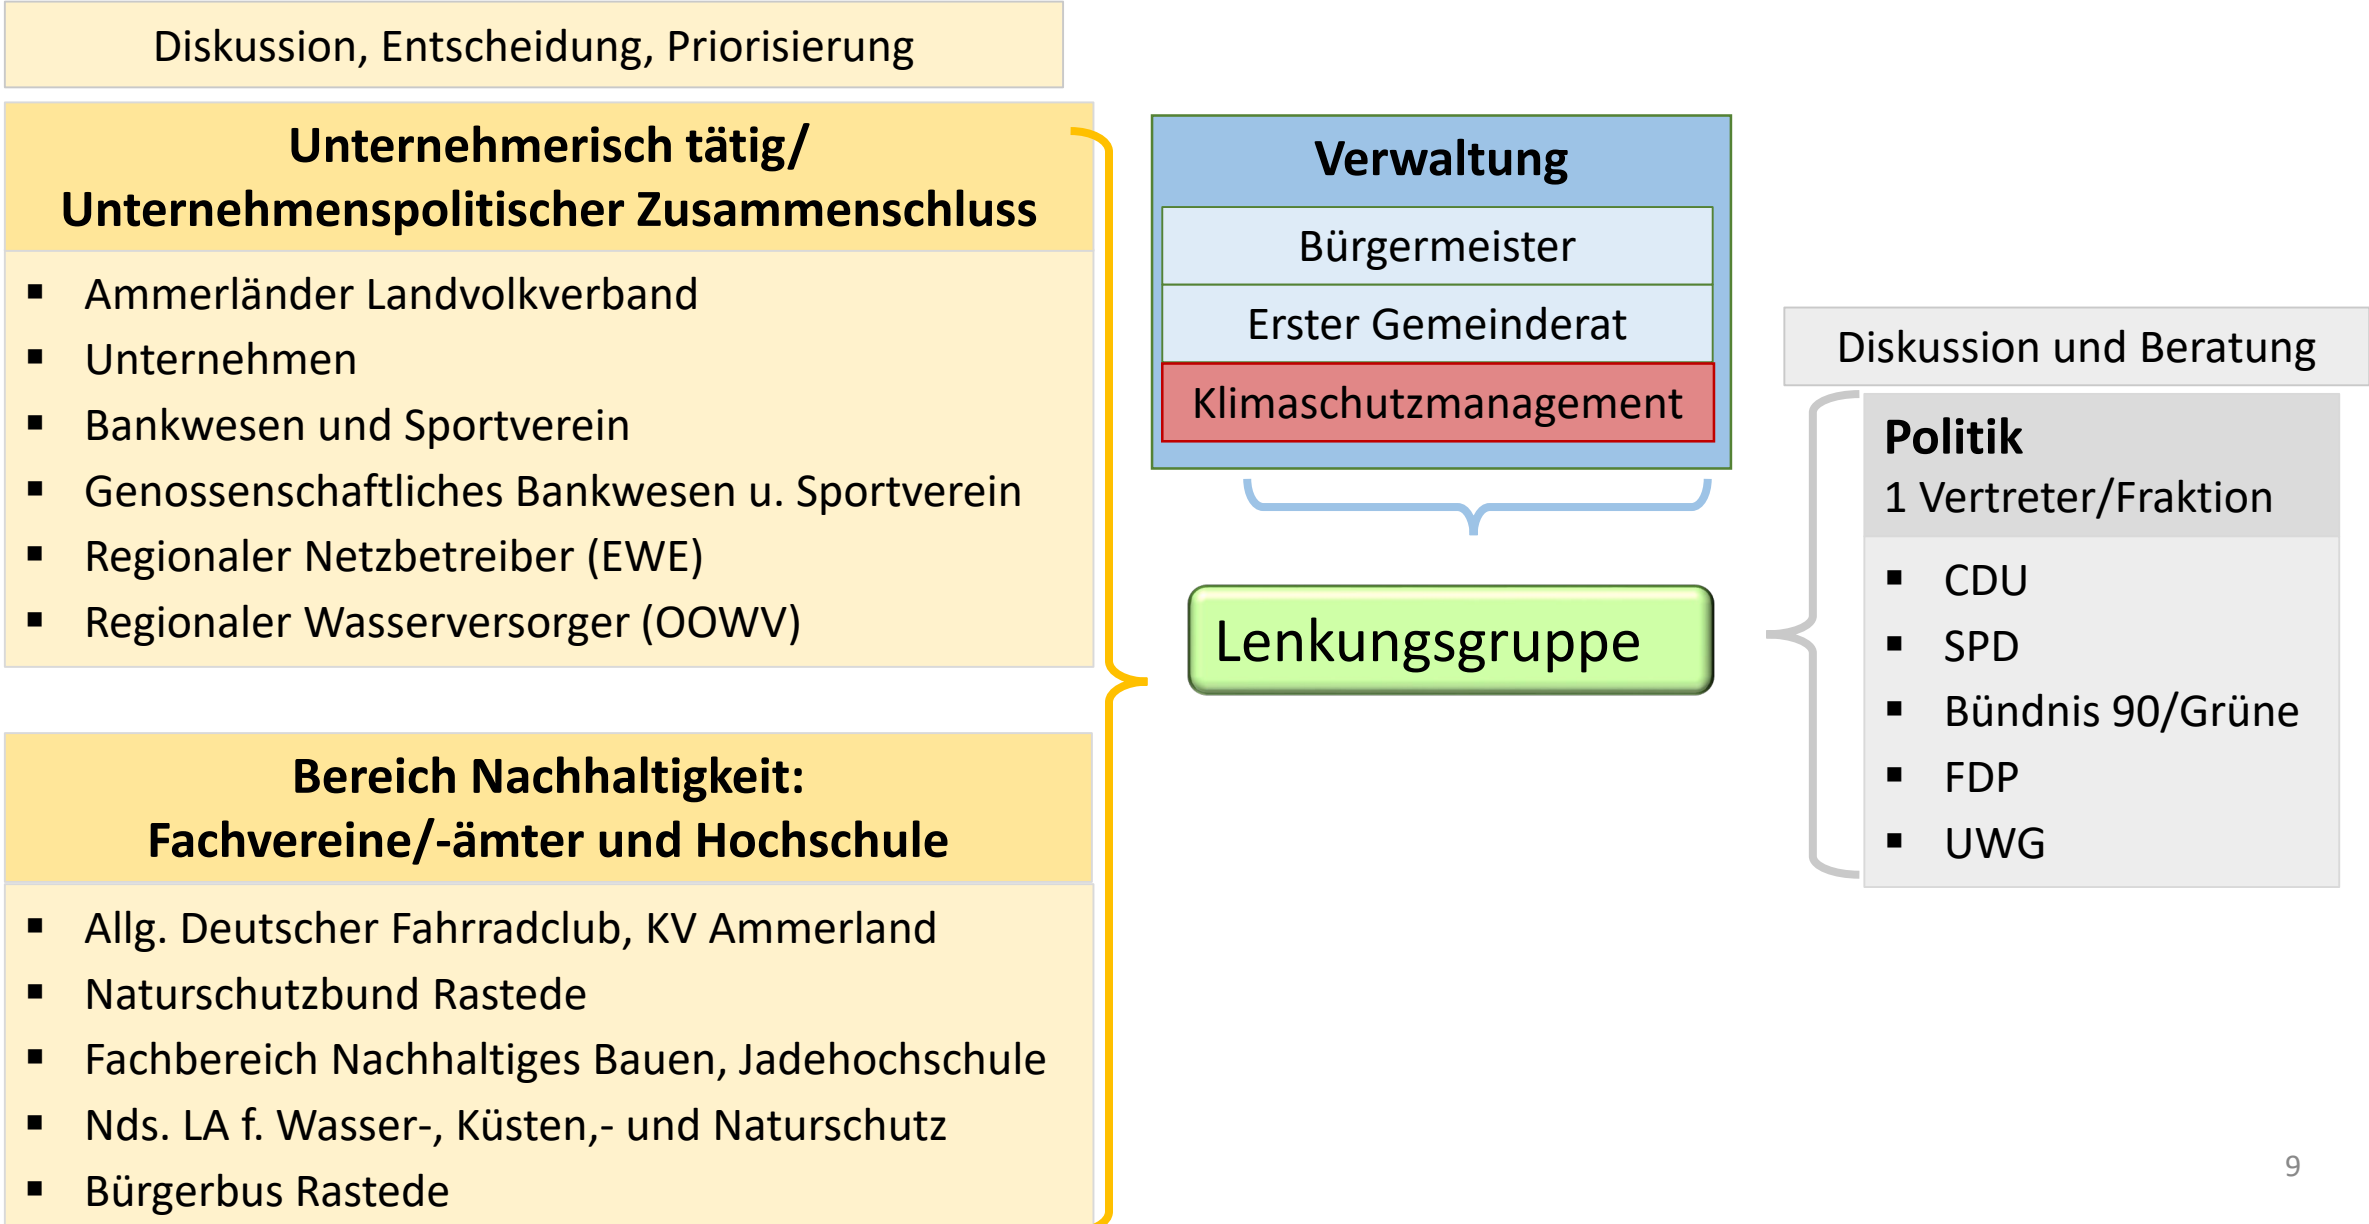 Diskussion, Entscheidung, Priorisierung
Unternehmerisch tätig/
Unternehmenspolitischer Zusammenschluss
▪ Ammerländer Landvolkverband
▪ Unternehmen
▪ Bankwesen und Sportverein
▪ Genossenschaftliches Bankwesen u. Sportverein
▪ Regionaler Netzbetreiber (EWE)
▪ Regionaler Wasserversorger (OOWV)
Bereich Nachhaltigkeit:
Fachvereine/-ämter und Hochschule
▪ Allg. Deutscher Fahrradclub, KV Ammerland
▪ Naturschutzbund Rastede
▪ Fachbereich Nachhaltiges Bauen, Jadehochschule
▪ Nds. LA f. Wasser-, Küsten,- und Naturschutz
▪ Bürgerbus Rastede
Verwaltung
Bürgermeister
Erster Gemeinderat
Klimaschutzmanagement
Lenkungsgruppe
Diskussion und Beratung
Politik
1 Vertreter/Fraktion
▪ CDU
▪ SPD
▪ Bündnis 90/Grüne
▪ FDP
▪ UWG
9